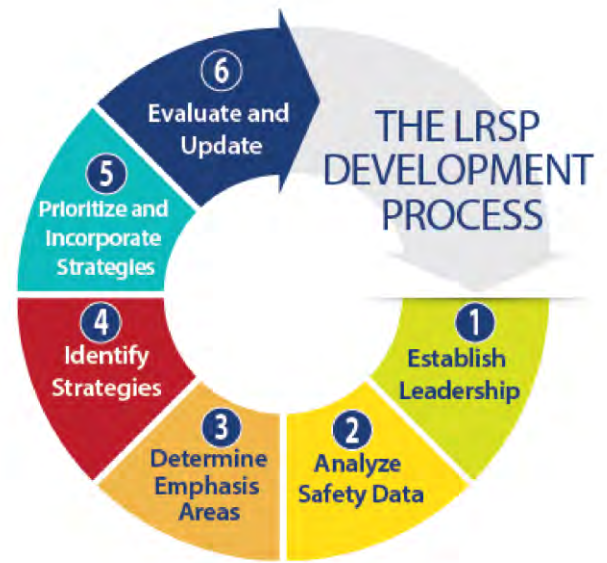 THE LRSP
DEVELOPMENT
PROCESS
1
Establish
Leadership
2
Analyze
Safety Data
3
Determine
Emphasis
Areas
4
Identify
Strategies
5
Prioritize and
Incorporate
Strategies
6
Evaluate and
Update